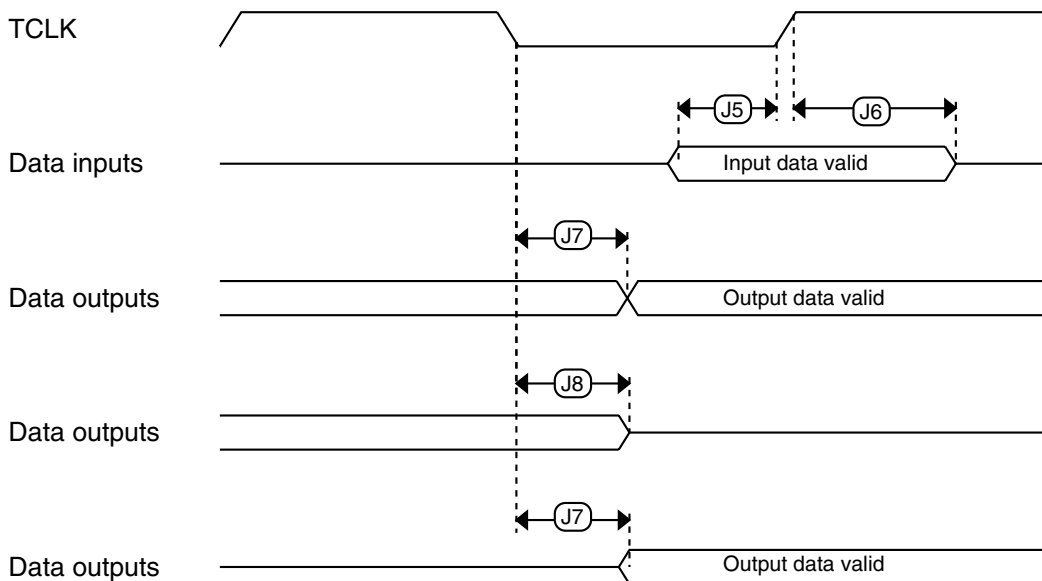 TCLK
J5
J6
Data inputs
Input data valid
J7
Data outputs
Output data valid
J8
Data outputs
J7
Data outputs
Output data valid